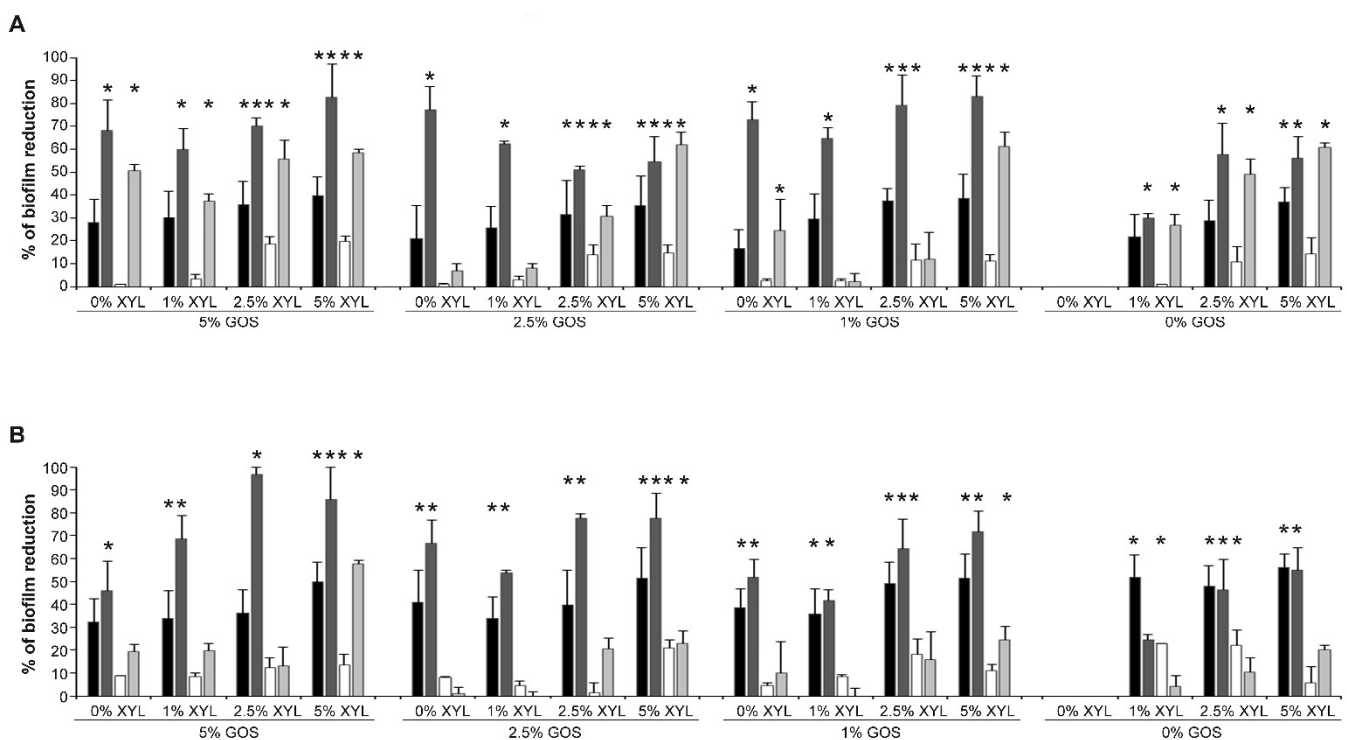 A
* * * * * * * * * * * * * * * * * * * * * * * * * * * * * * * * * * * * * * *
100
90
80
70
60
50
40
30
20
10
0
% of biofilm reduction
0% XYL 1% XYL 2.5% XYL 5% XYL 0% XYL 1% XYL 2.5% XYL 5% XYL 0% XYL 1% XYL 2.5% XYL 5% XYL 0% XYL 1% XYL 2.5% XYL 5% XYL
5% GOS 2.5% GOS 1% GOS 0% GOS
B
* * * * * * * * * * * * * * * * * * * * * * * * * * * * * * * * * * *
100
90
80
70
60
50
40
30
20
10
0
% of biofilm reduction
0% XYL 1% XYL 2.5% XYL 5% XYL 0% XYL 1% XYL 2.5% XYL 5% XYL 0% XYL 1% XYL 2.5% XYL 5% XYL 0% XYL 1% XYL 2.5% XYL 5% XYL
5% GOS 2.5% GOS 1% GOS 0% GOS